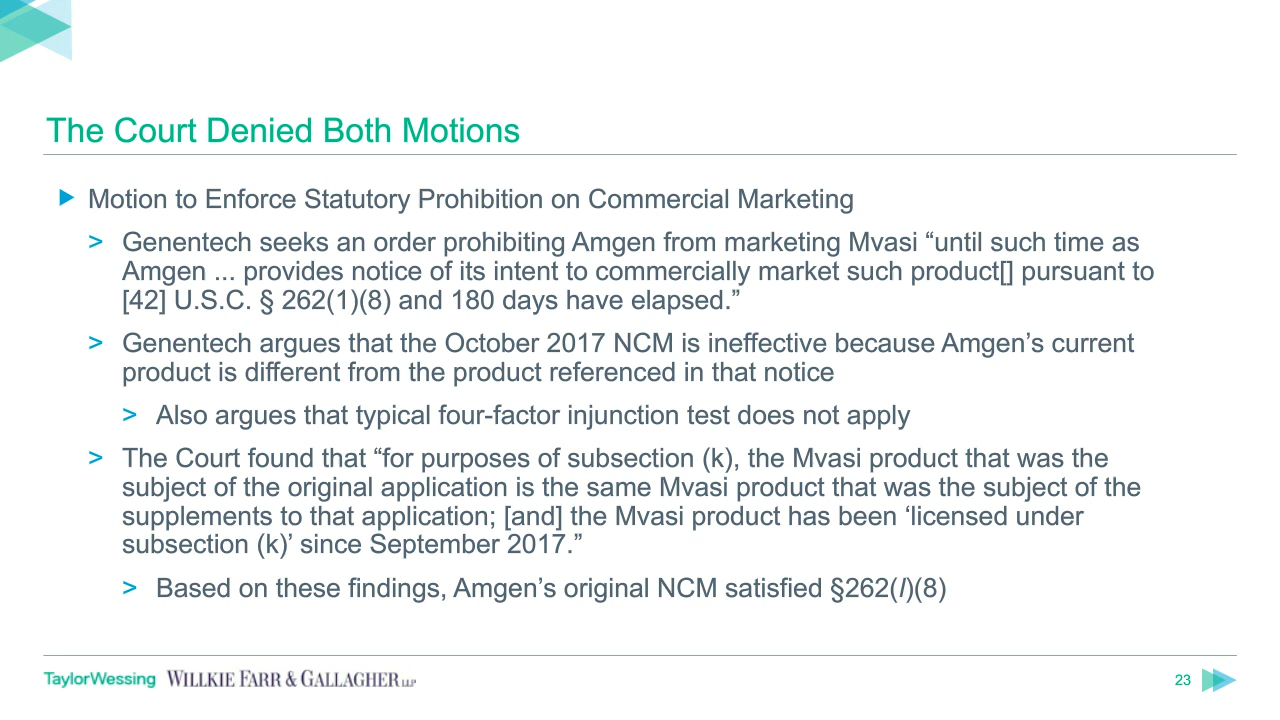 The Court Denied Both Motions
Motion to Enforce Statutory Prohibition on Commercial Marketing
> Genentech seeks an order prohibiting Amgen from marketing Mvasi “until such time as
Amgen ... provides notice of its intent to commercially market such product[] pursuant to
[42] U.S.C. § 262(1)(8) and 180 days have elapsed.”
> Genentech argues that the October 2017 NCM is ineffective because Amgen’s current
product is different from the product referenced in that notice
> Also argues that typical four-factor injunction test does not apply
> The Court found that “for purposes of subsection (k), the Mvasi product that was the
subject of the original application is the same Mvasi product that was the subject of the
supplements to that application; [and] the Mvasi product has been ‘licensed under
subsection (k)’ since September 2017.”
> Based on these findings, Amgen’s original NCM satisfied §262(l)(8)
TaylorWessing WILLKIE FARR & GALLAGHER LLP 23